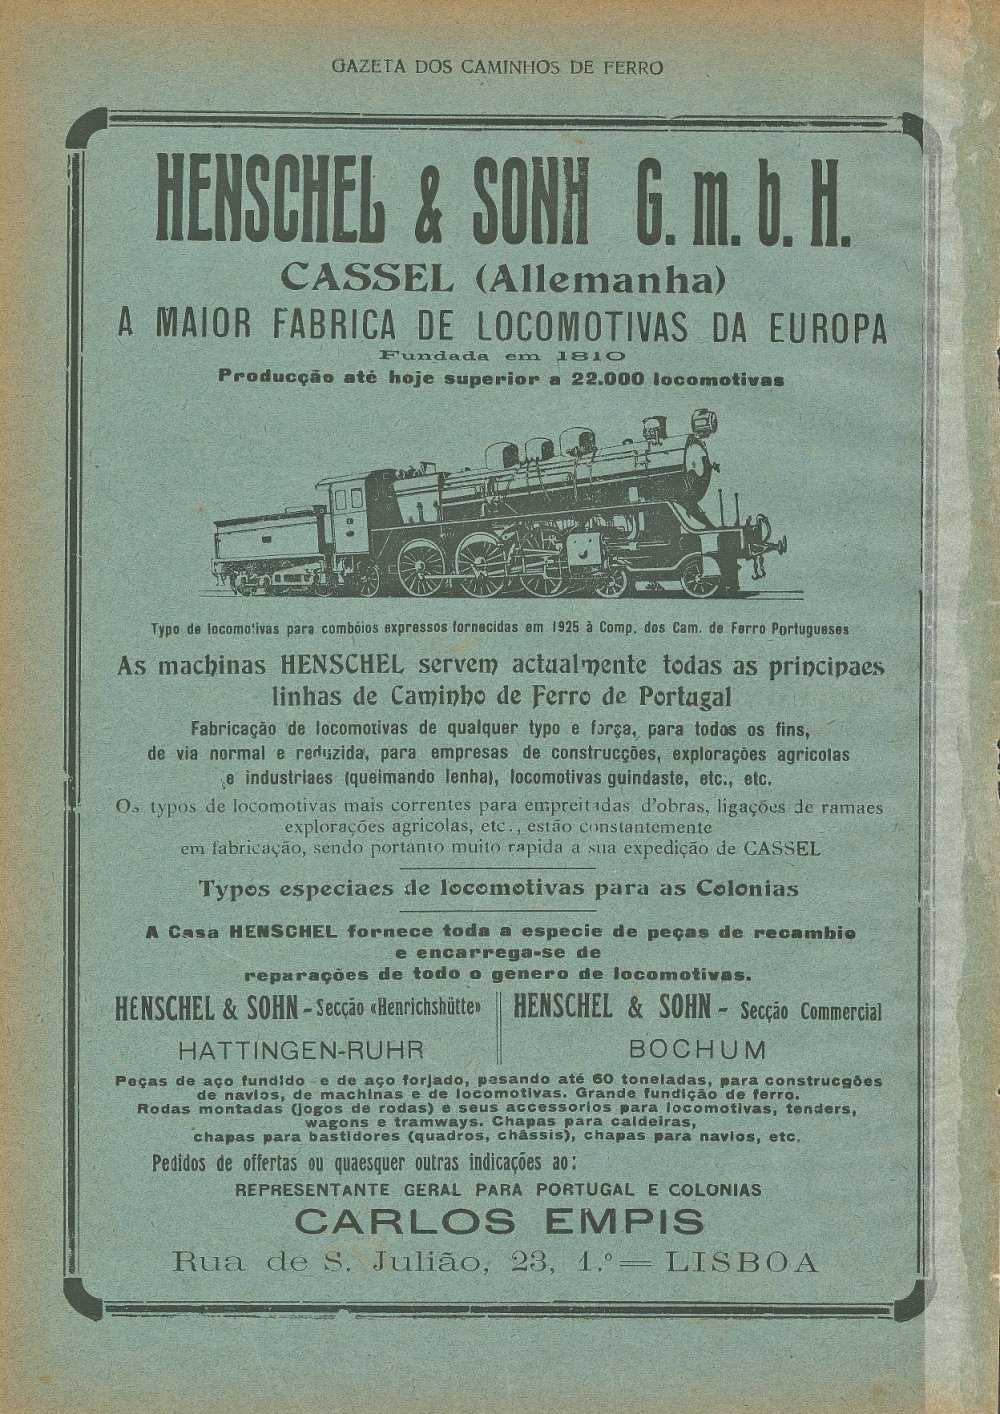 GAZETA DOS CAMINHOS DE FERRO
HENSCHEL & SONH G. m. b. H.
CASSEL (Allemanha)
A MAIOR FABRICA DE LOCOMOTIVAS DA EUROPA
Fundada em 1810
Producção até hoje superior a 22.000 locomotivas
Typo de locomotivas para combóios expressos fornecidas em 1925 à Comp. dos Cam. de Ferro Portugueses
As machinas HENSCHEL servem actualmente todas as principaes
linhas de Caminho de Ferro de Portugal
Fabricação de locomotivas de qualquer typo e força, para todos os fins,
de via normal e reduzida, para empresas de construcções, explorações agricolas
e industriaes (queimando lenha), locomotivas guindaste, etc., etc.
Os typos de locomotivas mais correntes para empreitadas d'obras, ligações de ramaes
explorações agricolas, etc., estão constantemente
em fabricação, sendo portanto muito rapida a sua expedição de CASSEL
Typos especiaes de locomotivas para as Colonias
A Casa HENSCHEL fornece toda a especie de peças de recambio
e encarrega-se de
reparações de todo o genero de locomotivas.
HENSCHEL & SOHN - Secção «Henrichshütte»
HATTINGEN-RUHR
HENSCHEL & SOHN - Secção Commercial
BOCHUM
Peças de aço fundido e de aço forjado, pesando até 60 toneladas, para construcções
de navios, de machinas e de locomotivas. Grande fundição de ferro.
Rodas montadas (jogos de rodas) e seus accessorios para locomotivas, tenders,
wagons e tramways. Chapas para caldeiras,
chapas para bastidores (quadros, châssis), chapas para navios, etc.
Pedidos de offertas ou quaesquer outras indicações ao:
REPRESENTANTE GERAL PARA PORTUGAL E COLONIAS
CARLOS EMPIS
Rua de S. Julião, 23, 1.º = LISBOA